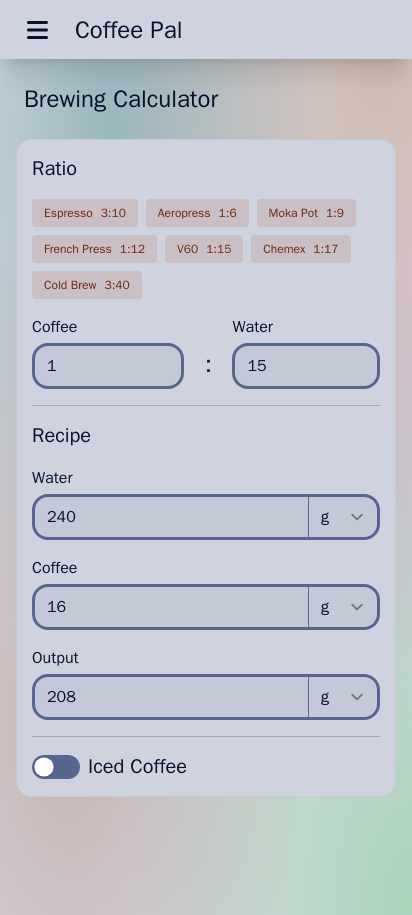 Coffee Pal
Brewing Calculator
Ratio
Espresso 3:10 Aeropress 1:6 Moka Pot 1:9
French Press 1:12 V60 1:15 Chemex 1:17
Cold Brew 3:40
Coffee Water
1 : 15
Recipe
Water
240 g
Coffee
16 g
Output
208 g
Iced Coffee